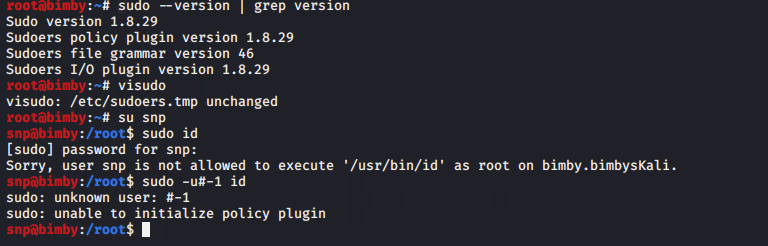 root@bimby:~# sudo --version | grep version
Sudo version 1.8.29
Sudoers policy plugin version 1.8.29
Sudoers file grammar version 46
Sudoers I/O plugin version 1.8.29
root@bimby:~# visudo
visudo: /etc/sudoers.tmp unchanged
root@bimby:~# su snp
snp@bimby:/root$ sudo id
[sudo] password for snp:
Sorry, user snp is not allowed to execute '/usr/bin/id' as root on bimby.bimbysKali.
snp@bimby:/root$ sudo -u#-1 id
sudo: unknown user: #-1
sudo: unable to initialize policy plugin
snp@bimby:/root$